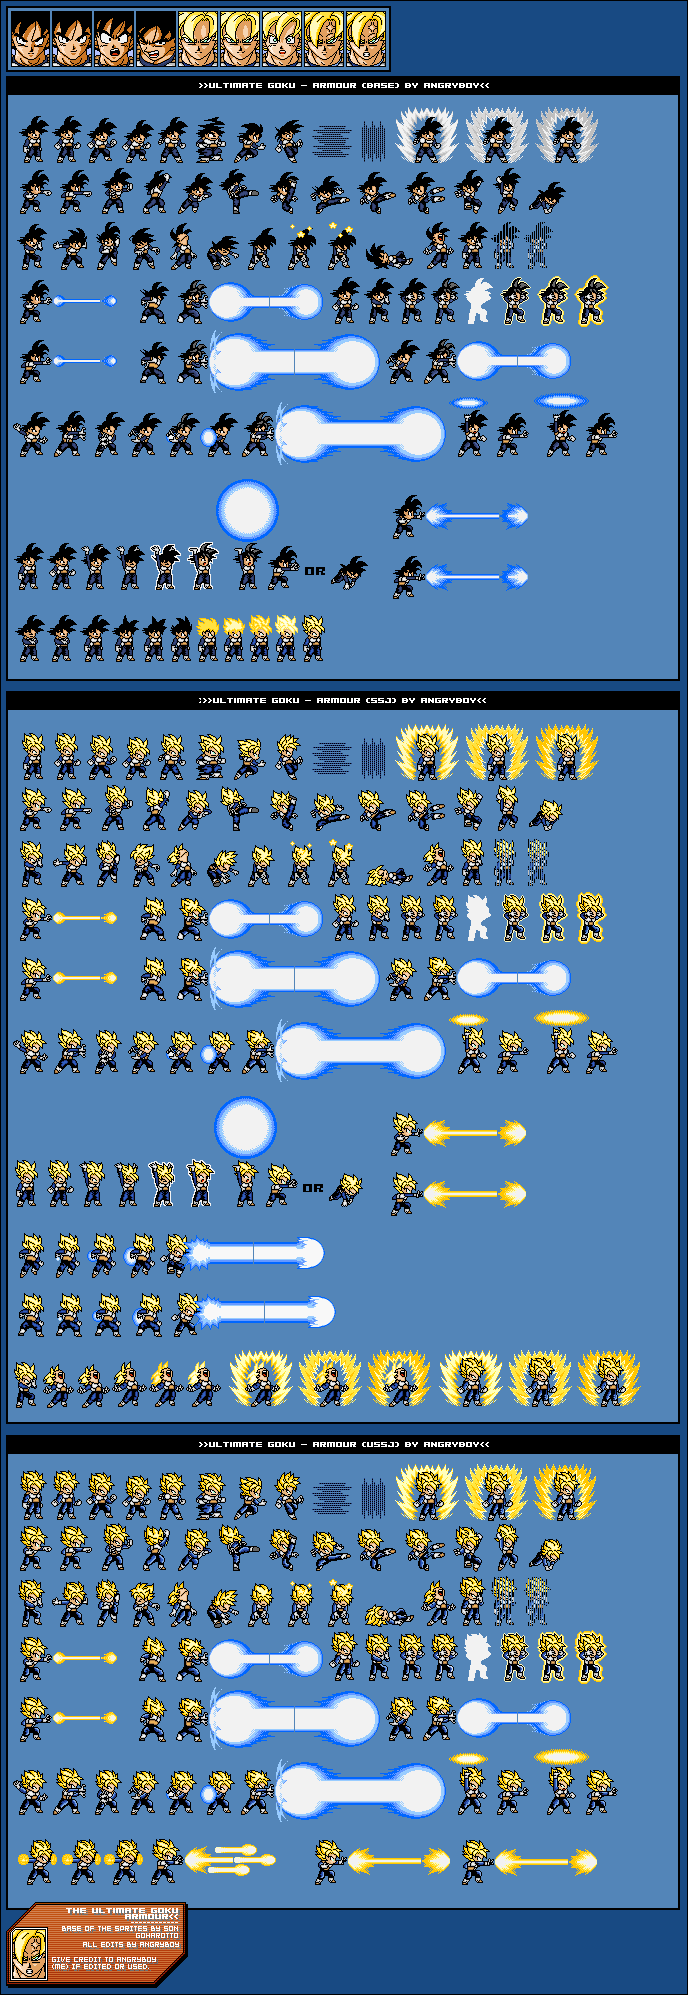 >>ULTIMATE GOKU - ARMOUR (BASE) BY ANGRYBOY<<
OR
>>ULTIMATE GOKU - ARMOUR (SSJ) BY ANGRYBOY<<
OR
>>ULTIMATE GOKU - ARMOUR (USSJ) BY ANGRYBOY<<
THE ULTIMATE GOKU
ARMOUR<<
BASE OF THE SPRITES BY SON
GOHAROTTO
ALL EDITS BY ANGRYBOY
GIVE CREDIT TO ANGRYBOY
(ME) IF EDITED OR USED.